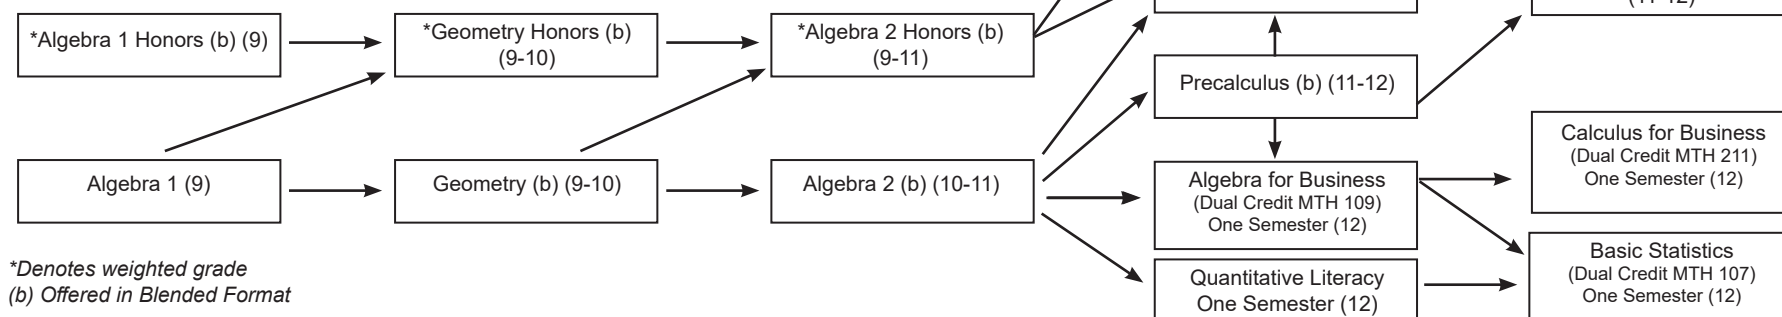 (11-12)
*Algebra 1 Honors (b) (9)
*Geometry Honors (b)
(9-10)
*Algebra 2 Honors (b)
(9-11)
Precalculus (b) (11-12)
Algebra 1 (9)
Geometry (b) (9-10)
Algebra 2 (b) (10-11)
Algebra for Business
(Dual Credit MTH 109)
One Semester (12)
Calculus for Business
(Dual Credit MTH 211)
One Semester (12)
Quantitative Literacy
One Semester (12)
Basic Statistics
(Dual Credit MTH 107)
One Semester (12)
*Denotes weighted grade
(b) Offered in Blended Format